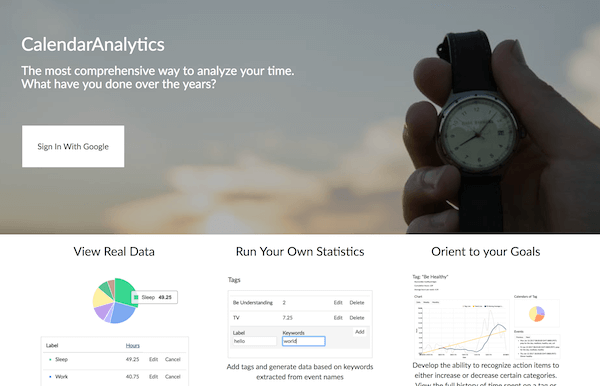 CalendarAnalytics
The most comprehensive way to analyze your time.
What have you done over the years?
Sign In With Google
View Real Data
Sleep 49.25
Label Hours
Sleep 49.25 Edit Cancel
Work 40.75 Edit Cancel
Run Your Own Statistics
Tags
Be Understanding 2 Edit Delete
TV 7.25 Edit Delete
Label Keywords Add
hello world
Add tags and generate data based on keywords
extracted from event names
Orient to your Goals
Tag: "Be Healthy"
Chart
Calendars of Tag
Develop the ability to recognize action items to
either increase or decrease certain categories.
View the full history of time spent on a tag or